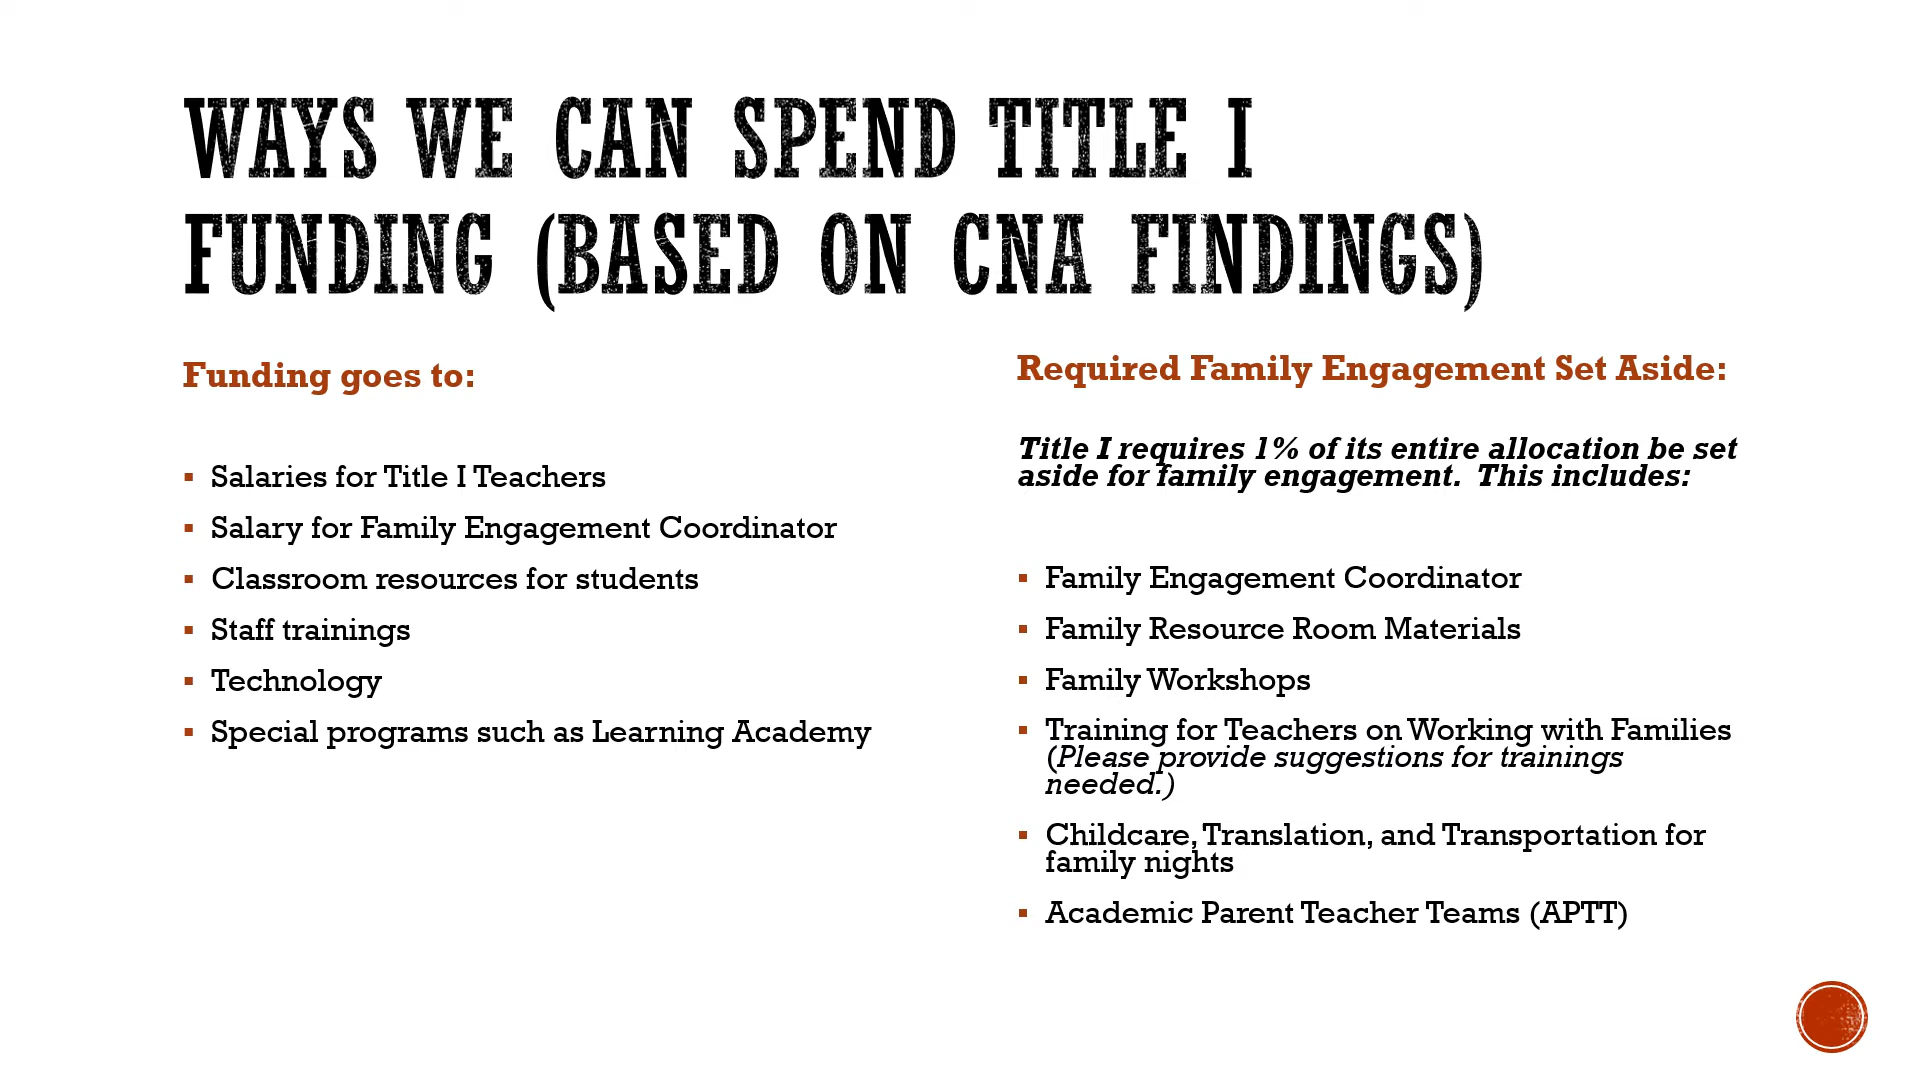 WAYS WE CAN SPEND TITLE I
FUNDING (BASED ON CNA FINDINGS)
Funding goes to:
▪ Salaries for Title I Teachers
▪ Salary for Family Engagement Coordinator
▪ Classroom resources for students
▪ Staff trainings
▪ Technology
▪ Special programs such as Learning Academy
Required Family Engagement Set Aside:
Title I requires 1% of its entire allocation be set
aside for family engagement.  This includes:
▪ Family Engagement Coordinator
▪ Family Resource Room Materials
▪ Family Workshops
▪ Training for Teachers on Working with Families
(Please provide suggestions for trainings
needed.)
▪ Childcare, Translation, and Transportation for
family nights
▪ Academic Parent Teacher Teams (APTT)